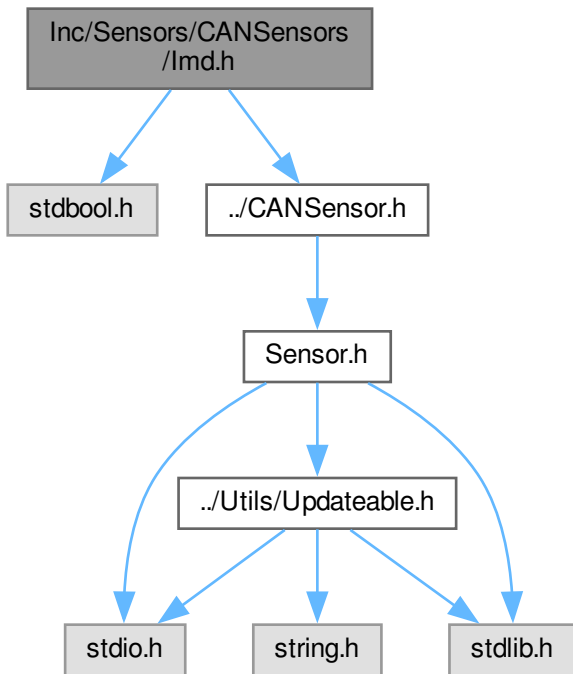 Inc/Sensors/CANSensors
/Imd.h
stdbool.h
../CANSensor.h
Sensor.h
../Utils/Updateable.h
stdio.h
string.h
stdlib.h